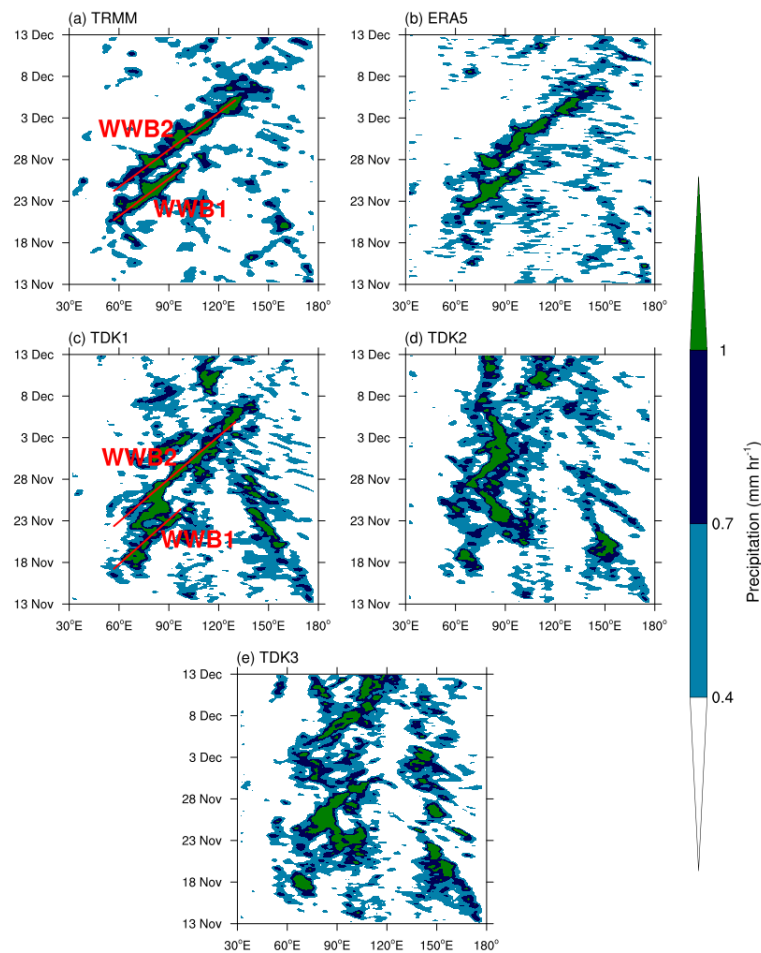 (a) TRMM
13 Dec
8 Dec
3 Dec
28 Nov
23 Nov
18 Nov
13 Nov
30°E 60°E 90°E 120°E 150°E 180°
WWB2
WWB1
(b) ERA5
13 Dec
8 Dec
3 Dec
28 Nov
23 Nov
18 Nov
13 Nov
30°E 60°E 90°E 120°E 150°E 180°
(c) TDK1
13 Dec
8 Dec
3 Dec
28 Nov
23 Nov
18 Nov
13 Nov
30°E 60°E 90°E 120°E 150°E 180°
WWB2
WWB1
(d) TDK2
13 Dec
8 Dec
3 Dec
28 Nov
23 Nov
18 Nov
13 Nov
30°E 60°E 90°E 120°E 150°E 180°
(e) TDK3
13 Dec
8 Dec
3 Dec
28 Nov
23 Nov
18 Nov
13 Nov
30°E 60°E 90°E 120°E 150°E 180°
1
0.7
0.4
Precipitation (mm hr⁻¹)